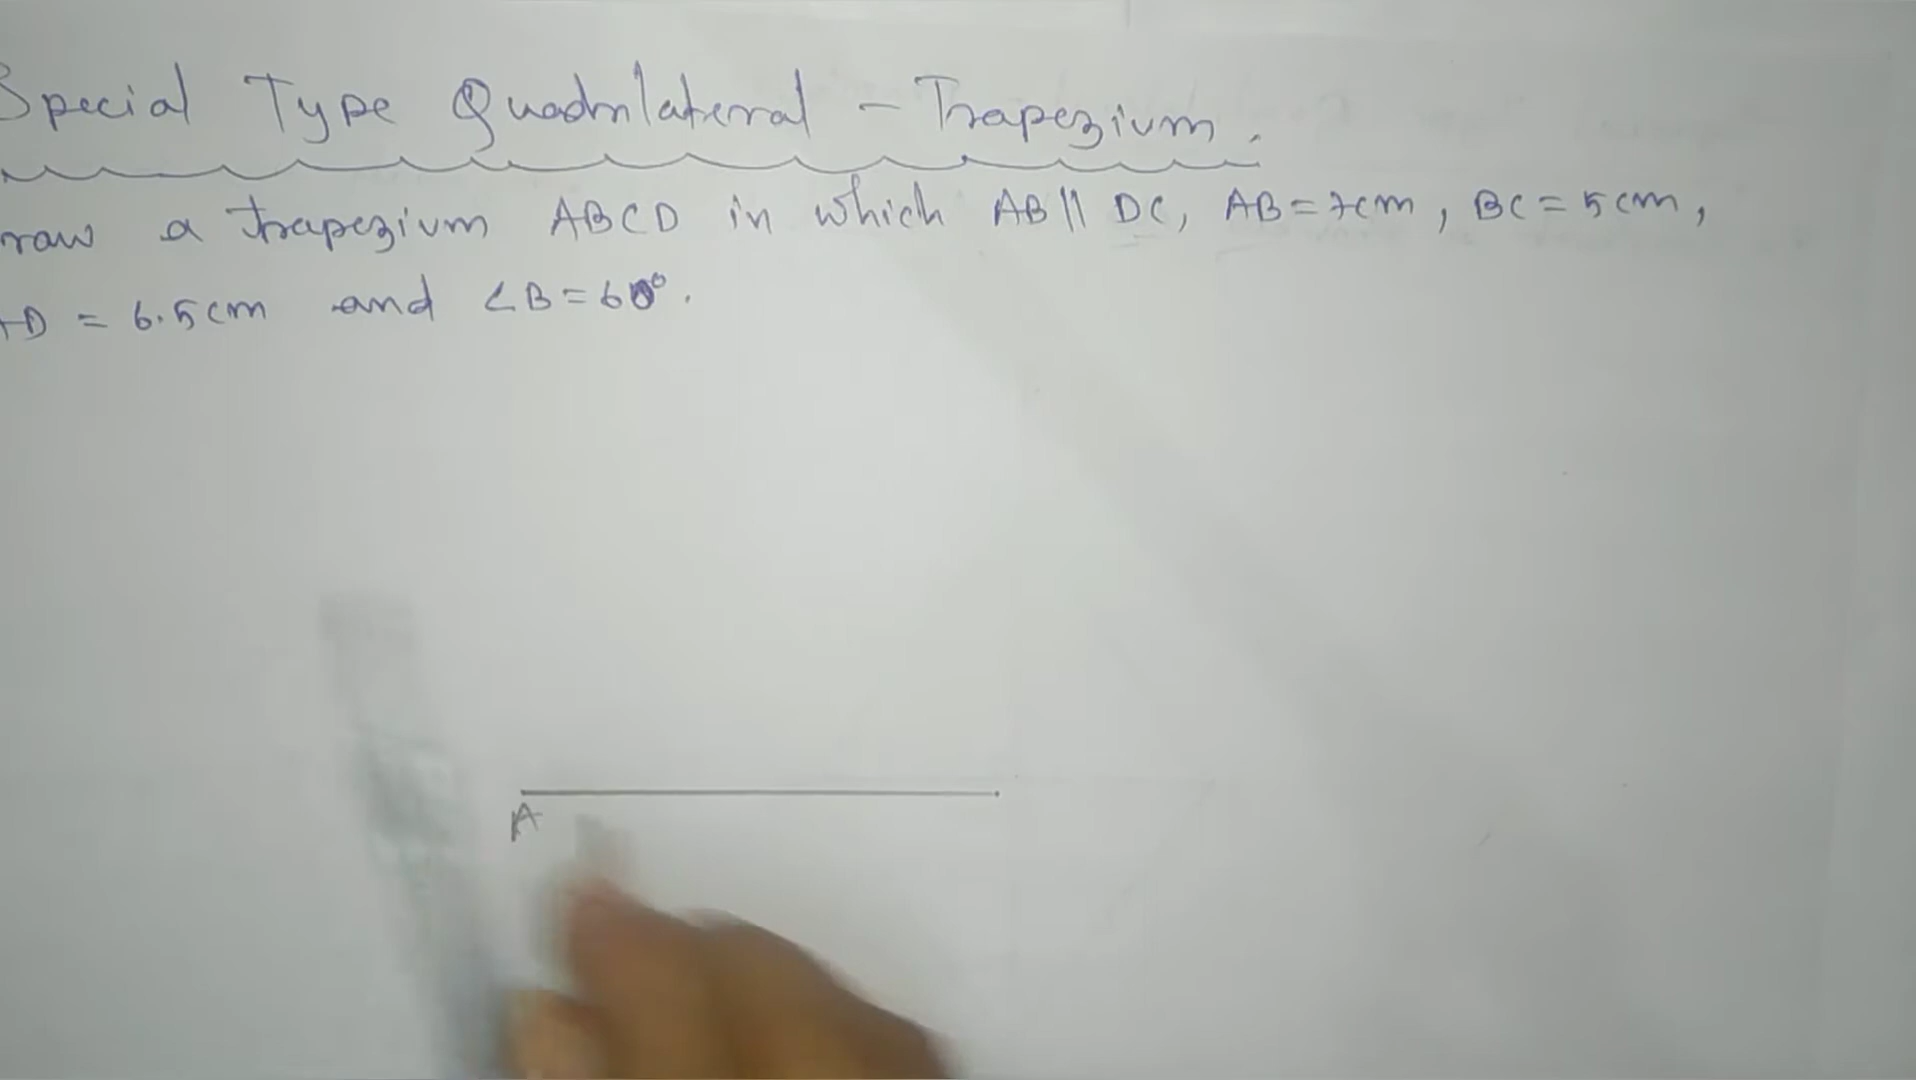 Special Type Quadrilateral - Trapezium.
raw a trapezium ABCD in which AB || DC, AB = 7cm, BC = 5cm,
D = 6.5cm and ∠B = 60°.
A